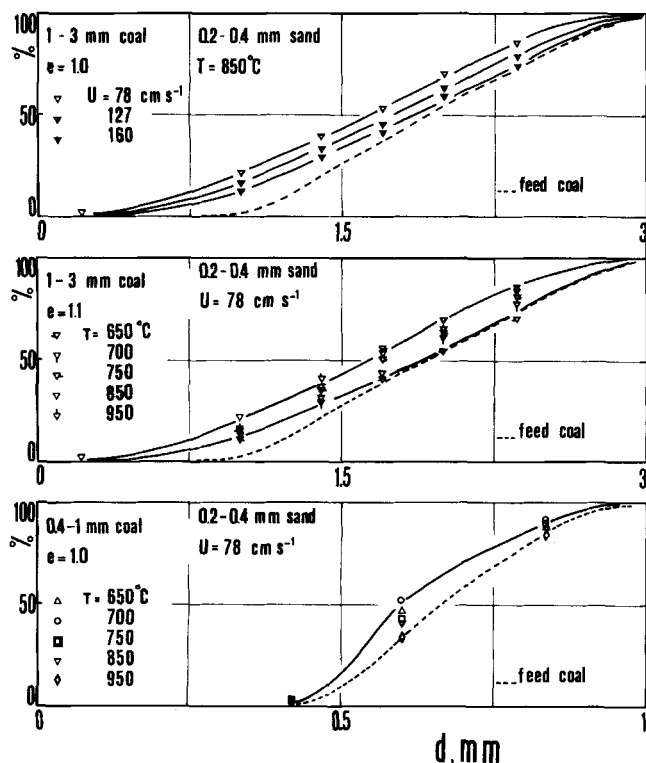 100
%
50
0
1 - 3 mm coal
e = 1.0
U = 78 cm s⁻¹
127
160
0.2 - 0.4 mm sand
T = 850°C
feed coal
0
1.5
3
100
%
50
0
1 - 3 mm coal
e = 1.1
T = 650°C
700
750
850
950
0.2 - 0.4 mm sand
U = 78 cm s⁻¹
feed coal
0
1.5
3
100
%
50
0
0.4 - 1 mm coal
e = 1.0
T = 650°C
700
750
850
950
0.2 - 0.4 mm sand
U = 78 cm s⁻¹
feed coal
0
0.5
1
d, mm